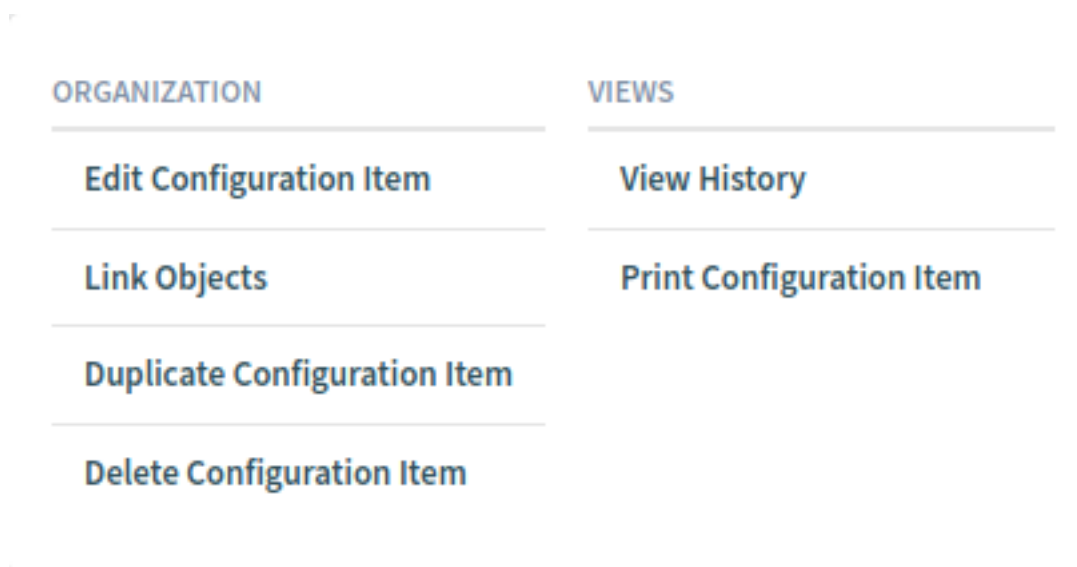 ORGANIZATION
Edit Configuration Item
Link Objects
Duplicate Configuration Item
Delete Configuration Item
VIEWS
View History
Print Configuration Item